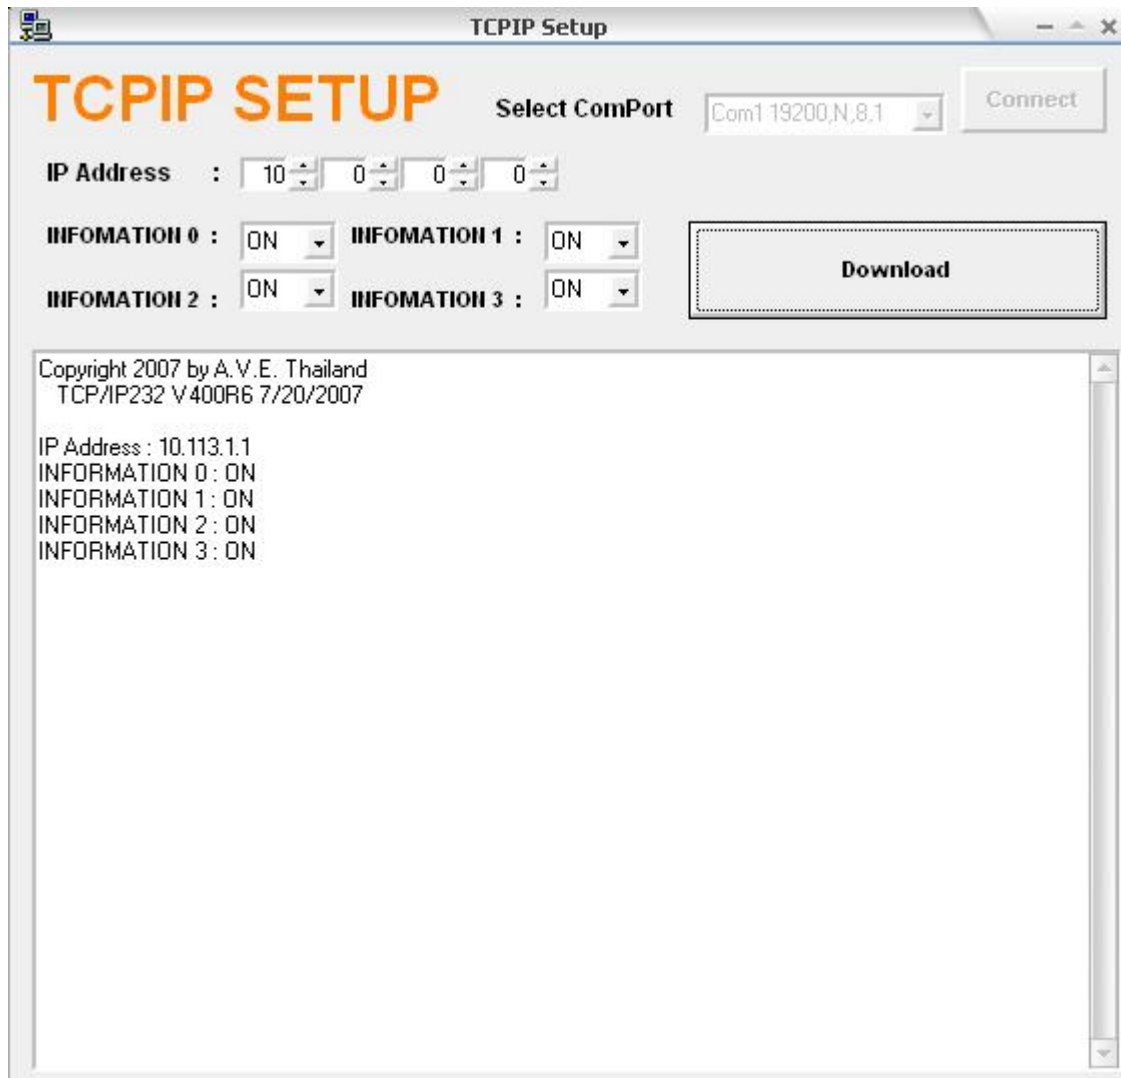 TCPIP Setup
TCPIP SETUP
Select ComPort
Com1 19200,N,8,1
Connect
IP Address : 10 0 0 0
INFOMATION 0 : ON INFOMATION 1 : ON
INFOMATION 2 : ON INFOMATION 3 : ON
Download
Copyright 2007 by A.V.E. Thailand
TCP/IP232 V400R6 7/20/2007
IP Address : 10.113.1.1
INFORMATION 0 : ON
INFORMATION 1 : ON
INFORMATION 2 : ON
INFORMATION 3 : ON